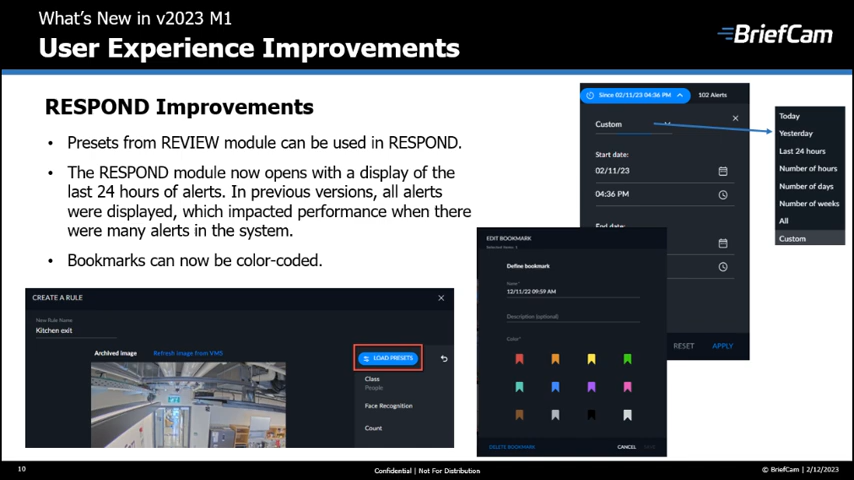 What's New in v2023 M1
User Experience Improvements
BriefCam
RESPOND Improvements
• Presets from REVIEW module can be used in RESPOND.
• The RESPOND module now opens with a display of the
last 24 hours of alerts. In previous versions, all alerts
were displayed, which impacted performance when there
were many alerts in the system.
• Bookmarks can now be color-coded.
Since 02/11/23 04:36 PM
102 Alerts
Custom
Start date:
02/11/23
04:36 PM
End date:
RESET
APPLY
Today
Yesterday
Last 24 hours
Number of hours
Number of days
Number of weeks
All
Custom
EDIT BOOKMARK
Selected items: 1
Define bookmark
Name*
12/11/22 09:59 AM
Description (optional)
Color*
DELETE BOOKMARK
CANCEL
SAVE
CREATE A RULE
New Rule Name
Kitchen exit
Archived image
Refresh image from VMS
LOAD PRESETS
Class
People
Face Recognition
Count
10
Confidential | Not For Distribution
© BriefCam | 2/12/2023